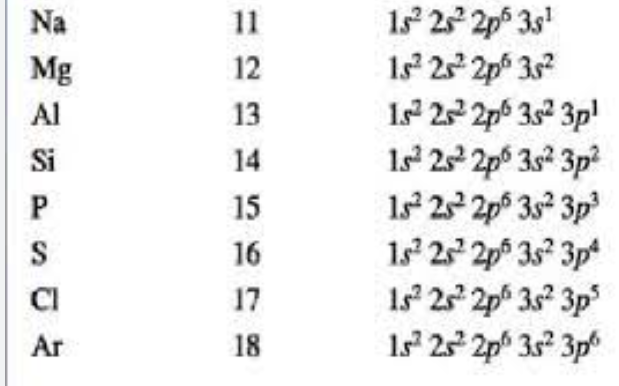 Na 11 1s² 2s² 2p⁶ 3s¹
Mg 12 1s² 2s² 2p⁶ 3s²
Al 13 1s² 2s² 2p⁶ 3s² 3p¹
Si 14 1s² 2s² 2p⁶ 3s² 3p²
P 15 1s² 2s² 2p⁶ 3s² 3p³
S 16 1s² 2s² 2p⁶ 3s² 3p⁴
Cl 17 1s² 2s² 2p⁶ 3s² 3p⁵
Ar 18 1s² 2s² 2p⁶ 3s² 3p⁶